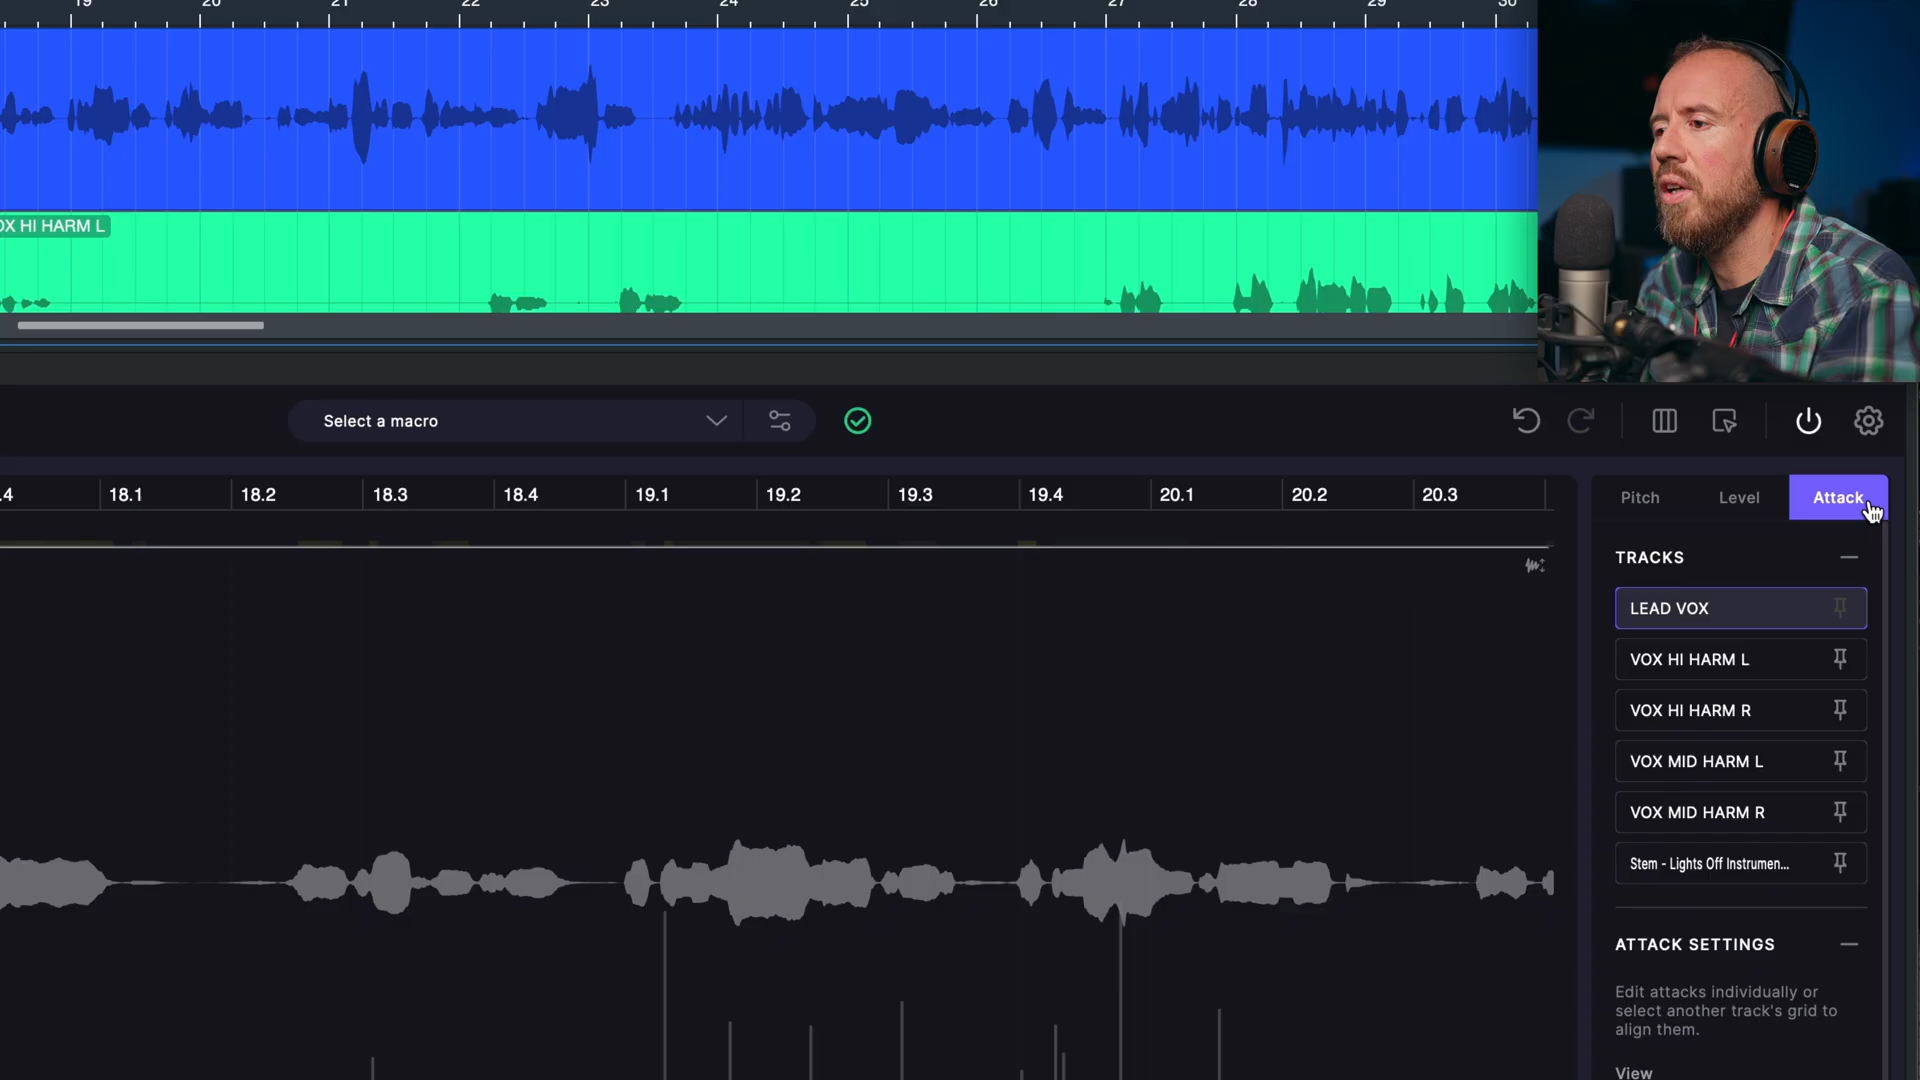 19 20 21 22 23 24 25 26 27 28 29 30
OX HI HARM L
Select a macro
.4 18.1 18.2 18.3 18.4 19.1 19.2 19.3 19.4 20.1 20.2 20.3
Pitch Level Attack
TRACKS
LEAD VOX
VOX HI HARM L
VOX HI HARM R
VOX MID HARM L
VOX MID HARM R
Stem - Lights Off Instrumen...
ATTACK SETTINGS
Edit attacks individually or
select another track's grid to
align them.
View